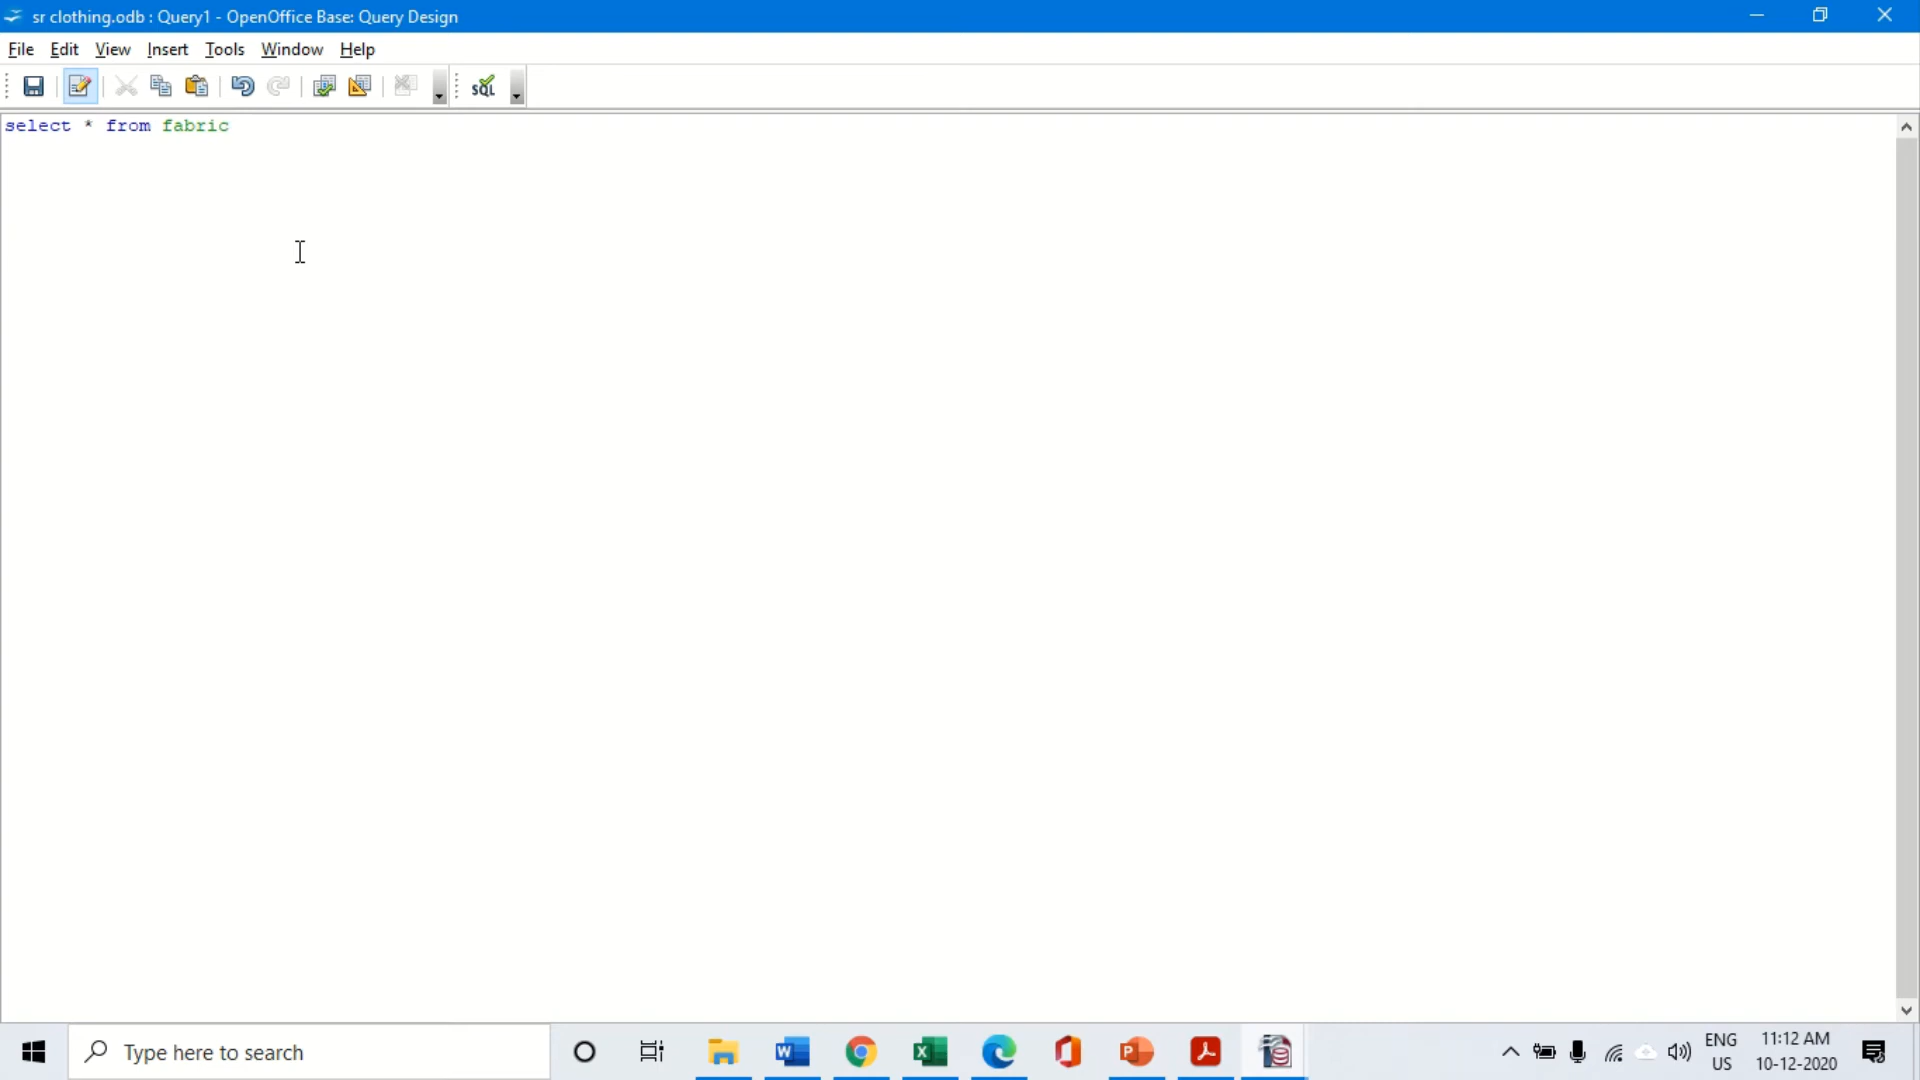 sr clothing.odb : Query1 - OpenOffice Base: Query Design
File Edit View Insert Tools Window Help
SQL
select * from fabric
Type here to search
ENG
US
11:12 AM
10-12-2020